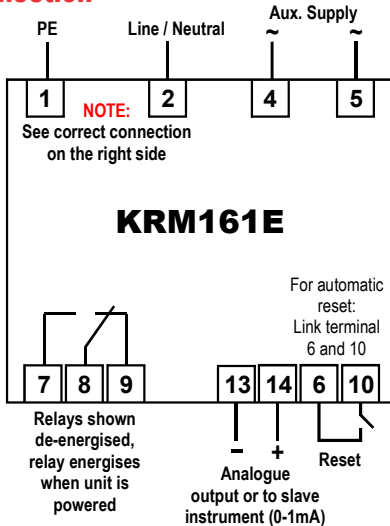 PE
Line / Neutral
Aux. Supply
~ ~
1 2 4 5
NOTE:
See correct connection
on the right side
KRM161E
For automatic
reset:
Link terminal
6 and 10
7 8 9 13 14 6 10
Relays shown
de-energised,
relay energises
when unit is
powered
– +
Analogue
output or to slave
instrument (0-1mA)
Reset